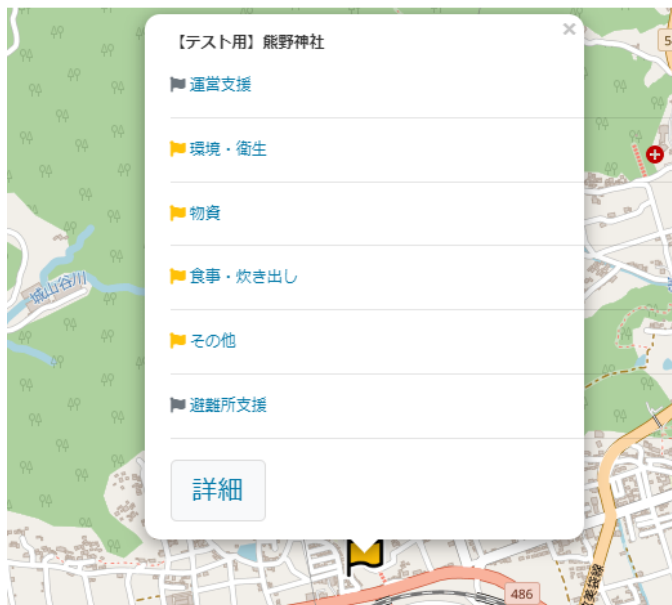 【テスト用】熊野神社
×
運営支援
環境・衛生
物資
食事・炊き出し
その他
避難所支援
詳細
城山谷川
486